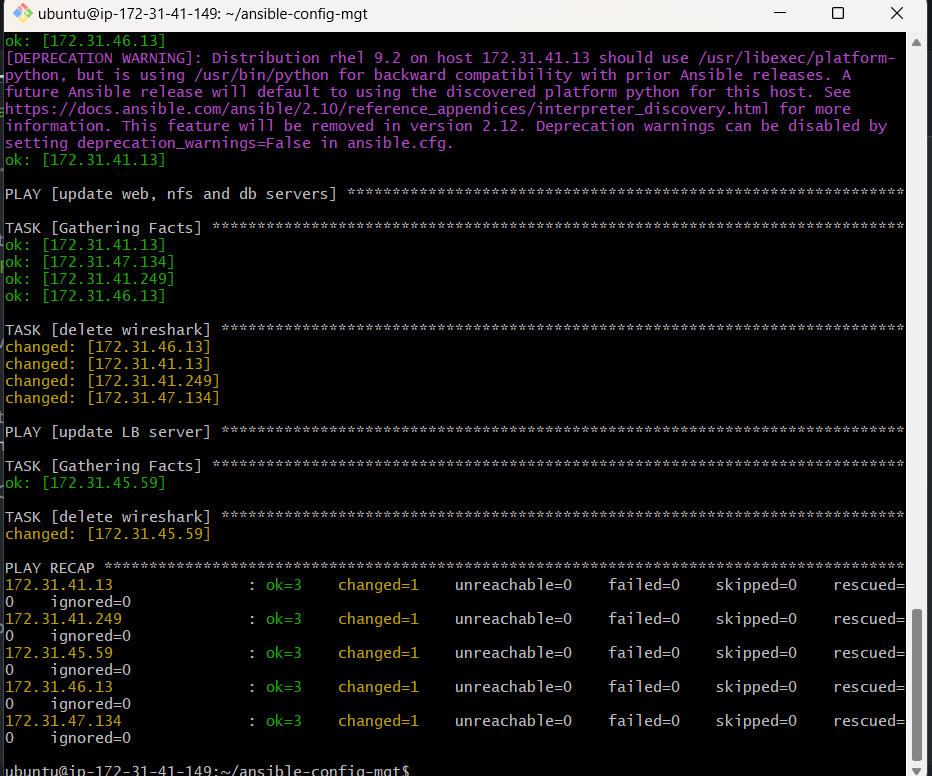 ubuntu@ip-172-31-41-149: ~/ansible-config-mgt
ok: [172.31.46.13]
[DEPRECATION WARNING]: Distribution rhel 9.2 on host 172.31.41.13 should use /usr/libexec/platform-
python, but is using /usr/bin/python for backward compatibility with prior Ansible releases. A
future Ansible release will default to using the discovered platform python for this host. See
https://docs.ansible.com/ansible/2.10/reference_appendices/interpreter_discovery.html for more
information. This feature will be removed in version 2.12. Deprecation warnings can be disabled by
setting deprecation_warnings=False in ansible.cfg.
ok: [172.31.41.13]
PLAY [update web, nfs and db servers] **************************************************************
TASK [Gathering Facts] *****************************************************************************
ok: [172.31.41.13]
ok: [172.31.47.134]
ok: [172.31.41.249]
ok: [172.31.46.13]
TASK [delete wireshark] ****************************************************************************
changed: [172.31.46.13]
changed: [172.31.41.13]
changed: [172.31.41.249]
changed: [172.31.47.134]
PLAY [update LB server] ****************************************************************************
TASK [Gathering Facts] *****************************************************************************
ok: [172.31.45.59]
TASK [delete wireshark] ****************************************************************************
changed: [172.31.45.59]
PLAY RECAP *****************************************************************************************
172.31.41.13               : ok=3    changed=1    unreachable=0    failed=0    skipped=0    rescued=
0    ignored=0
172.31.41.249              : ok=3    changed=1    unreachable=0    failed=0    skipped=0    rescued=
0    ignored=0
172.31.45.59               : ok=3    changed=1    unreachable=0    failed=0    skipped=0    rescued=
0    ignored=0
172.31.46.13               : ok=3    changed=1    unreachable=0    failed=0    skipped=0    rescued=
0    ignored=0
172.31.47.134              : ok=3    changed=1    unreachable=0    failed=0    skipped=0    rescued=
0    ignored=0
ubuntu@ip-172-31-41-149:~/ansible-config-mgt$